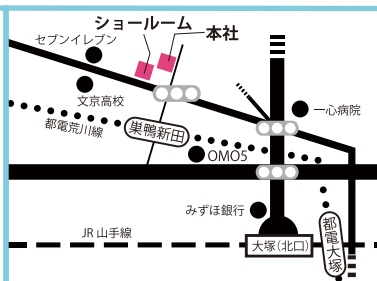 ショールーム
本社
セブンイレブン
文京高校
一心病院
都電荒川線
巣鴨新田
OMO5
みずほ銀行
JR山手線
大塚(北口)
都電大塚